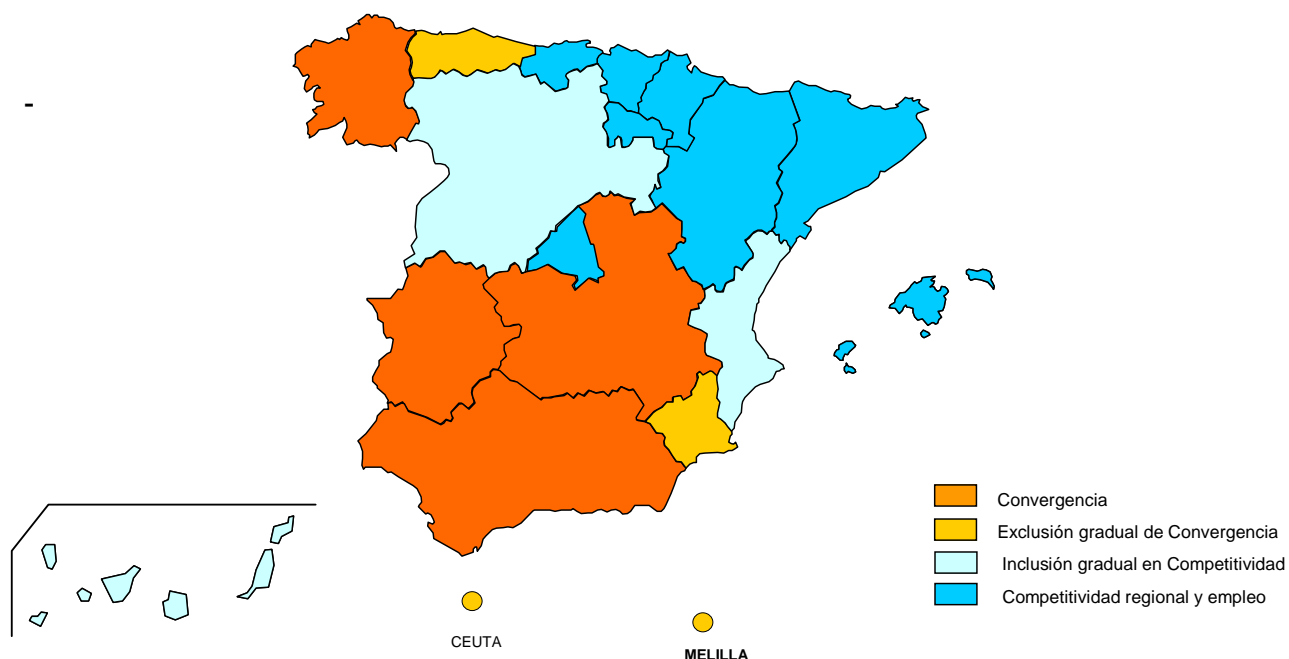 -
Convergencia
Exclusión gradual de Convergencia
Inclusión gradual en Competitividad
Competitividad regional y empleo
CEUTA
MELILLA